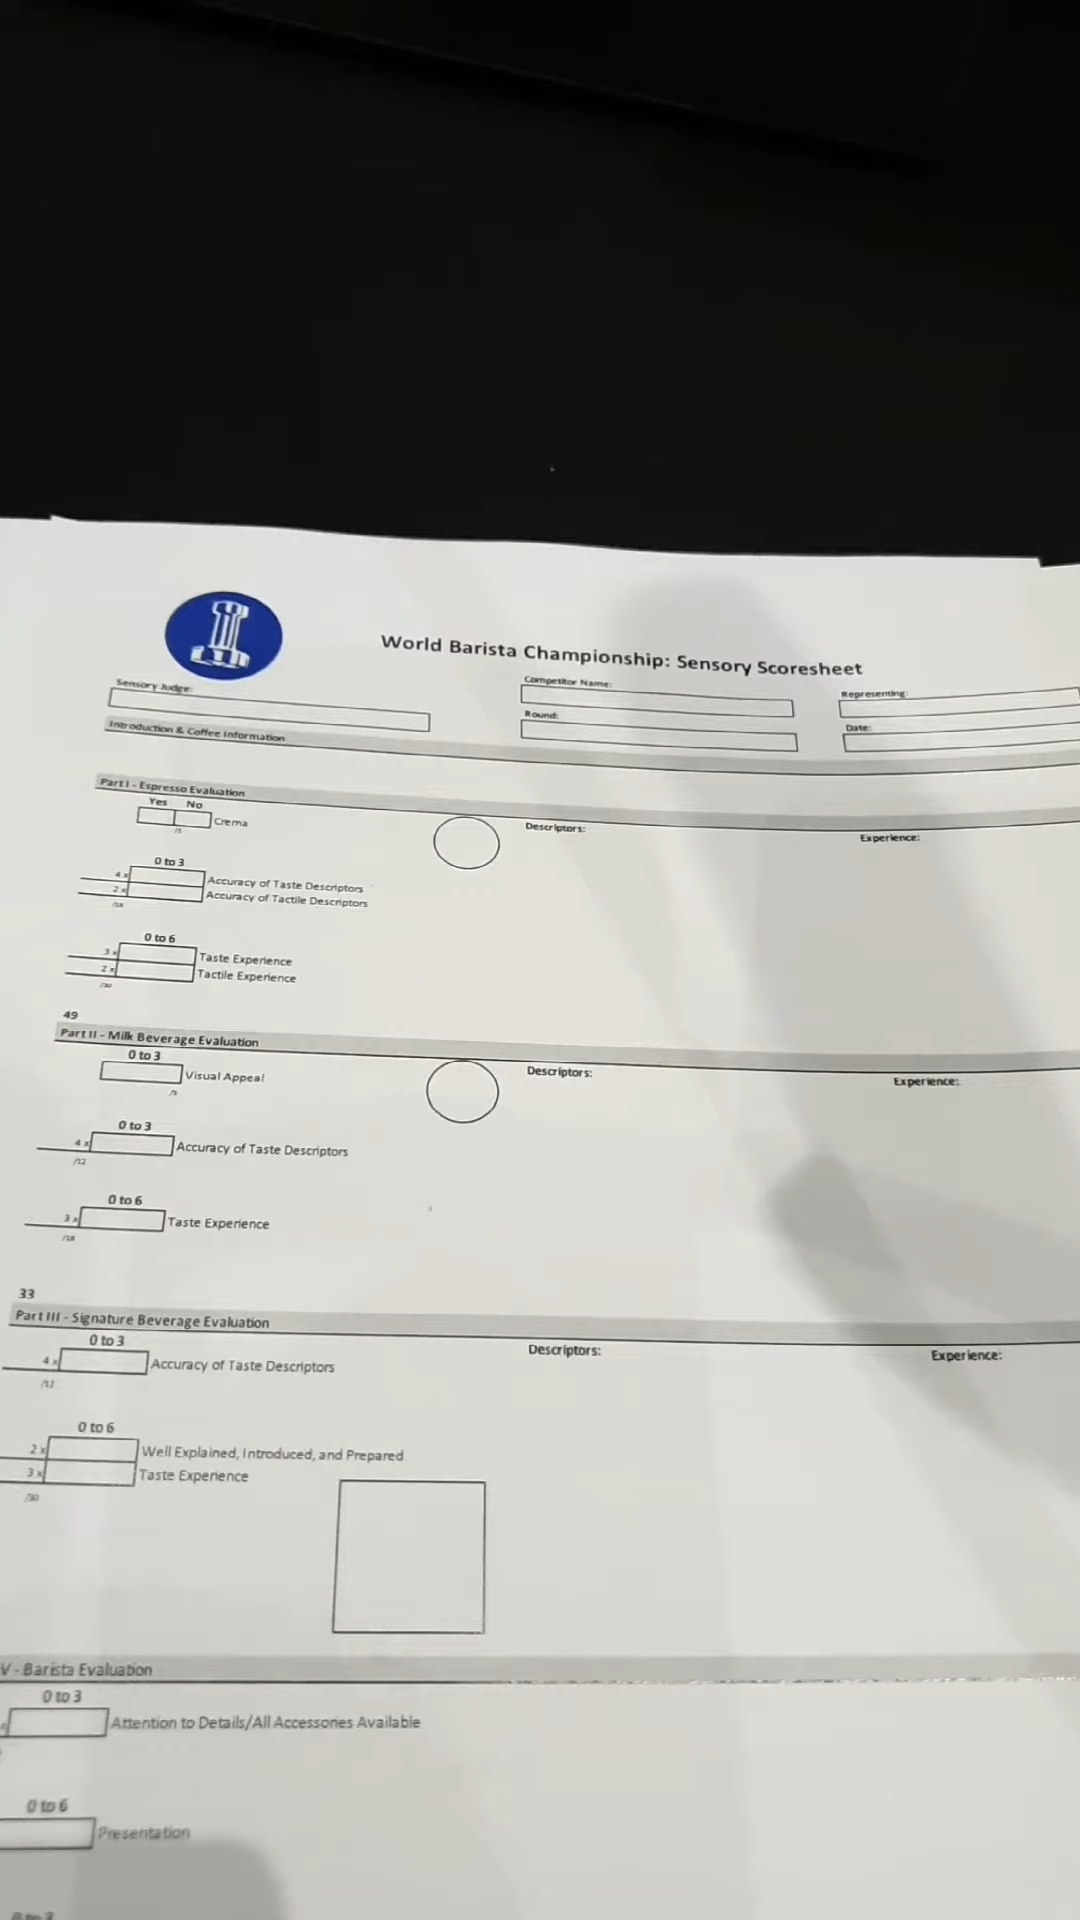 World Barista Championship: Sensory Scoresheet
Sensory Judge:
Competitor Name:
Representing:
Round:
Date:
Introduction & Coffee Information
Part I - Espresso Evaluation
Yes No
Crema
Descriptors:
Experience:
0 to 3
4 x Accuracy of Taste Descriptors
2 x Accuracy of Tactile Descriptors
/18
0 to 6
3 x Taste Experience
2 x Tactile Experience
/30
49
Part II - Milk Beverage Evaluation
0 to 3
Visual Appeal
Descriptors:
Experience:
0 to 3
4 x Accuracy of Taste Descriptors
/12
0 to 6
3 x Taste Experience
/18
33
Part III - Signature Beverage Evaluation
0 to 3
4 x Accuracy of Taste Descriptors
Descriptors:
Experience:
/12
0 to 6
2 x Well Explained, Introduced, and Prepared
3 x Taste Experience
/30
V - Barista Evaluation
0 to 3
Attention to Details/All Accessories Available
0 to 6
Presentation